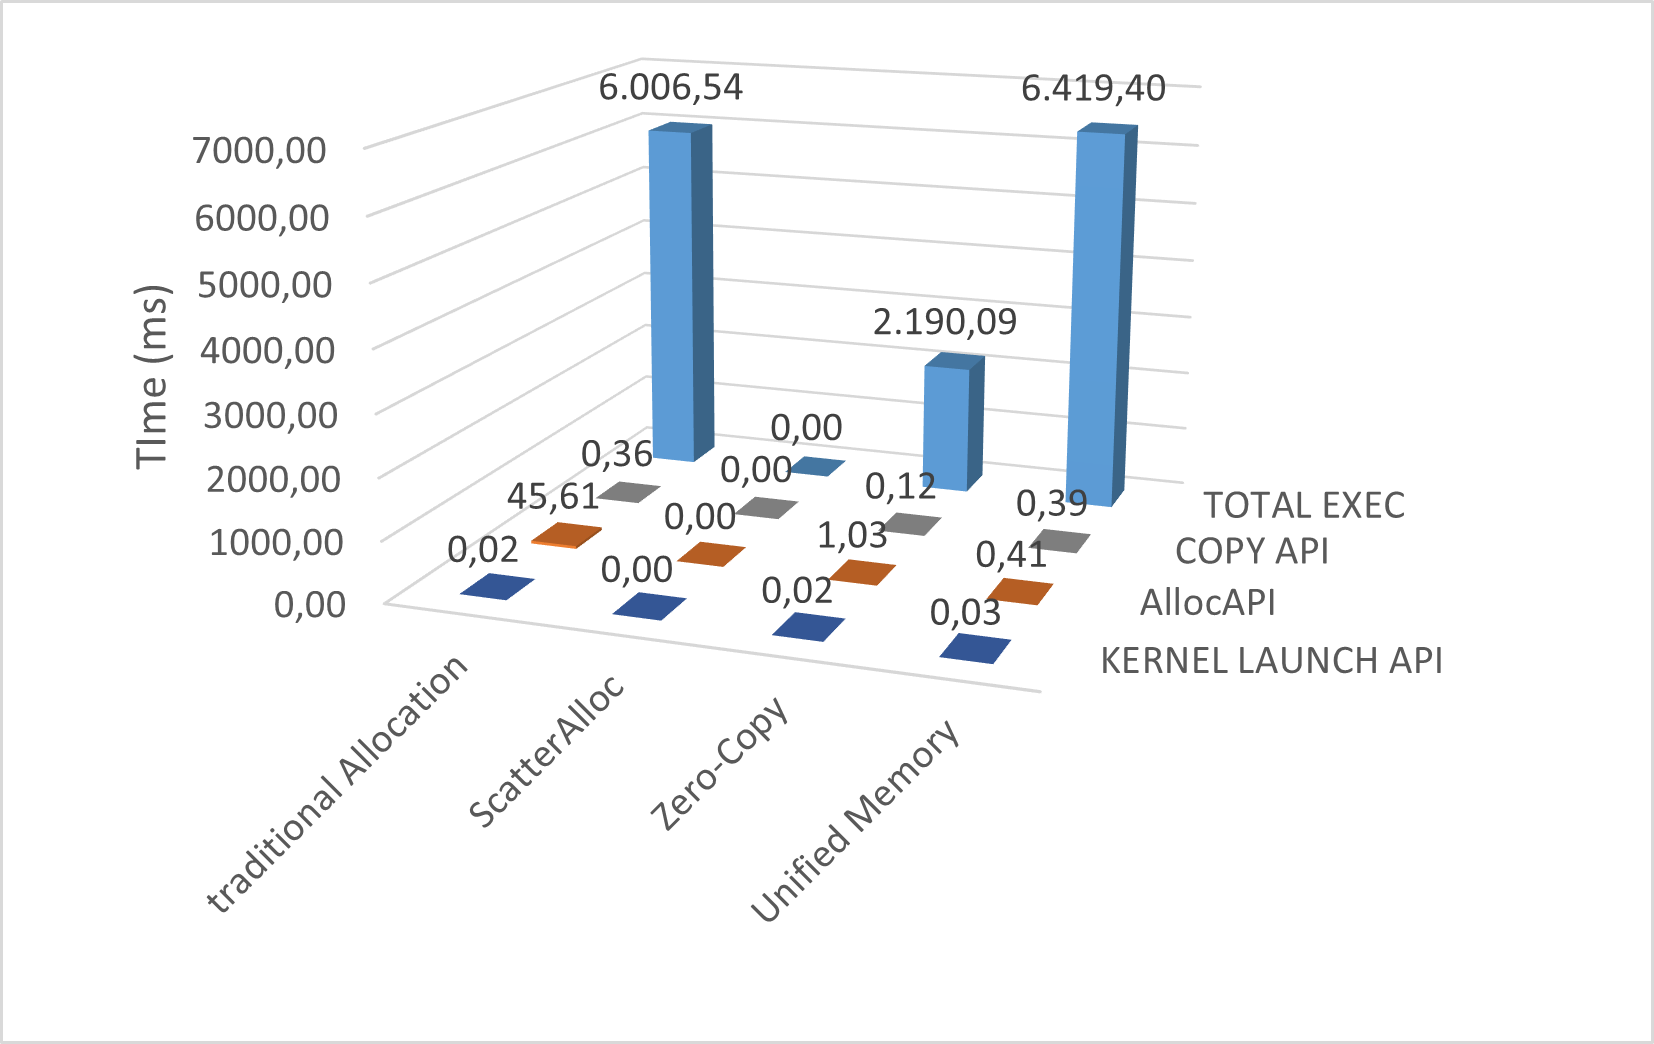 6.006,54
6.419,40
7000,00
6000,00
5000,00
4000,00
3000,00
2000,00
1000,00
0,00
TIme (ms)
2.190,09
0,00
0,36
0,00
0,12
0,39
45,61
0,00
1,03
0,41
0,02
0,00
0,02
0,03
TOTAL EXEC
COPY API
AllocAPI
KERNEL LAUNCH API
traditional Allocation
ScatterAlloc
Zero-Copy
Unified Memory